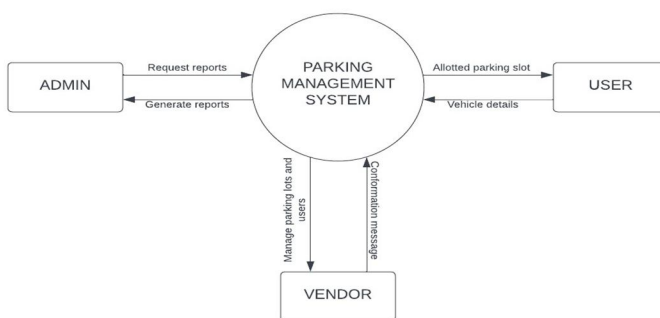 PARKING
MANAGEMENT
SYSTEM
ADMIN
Request reports
Generate reports
Allotted parking slot
Vehicle details
USER
Manage parking lots and
users
Conformation message
VENDOR